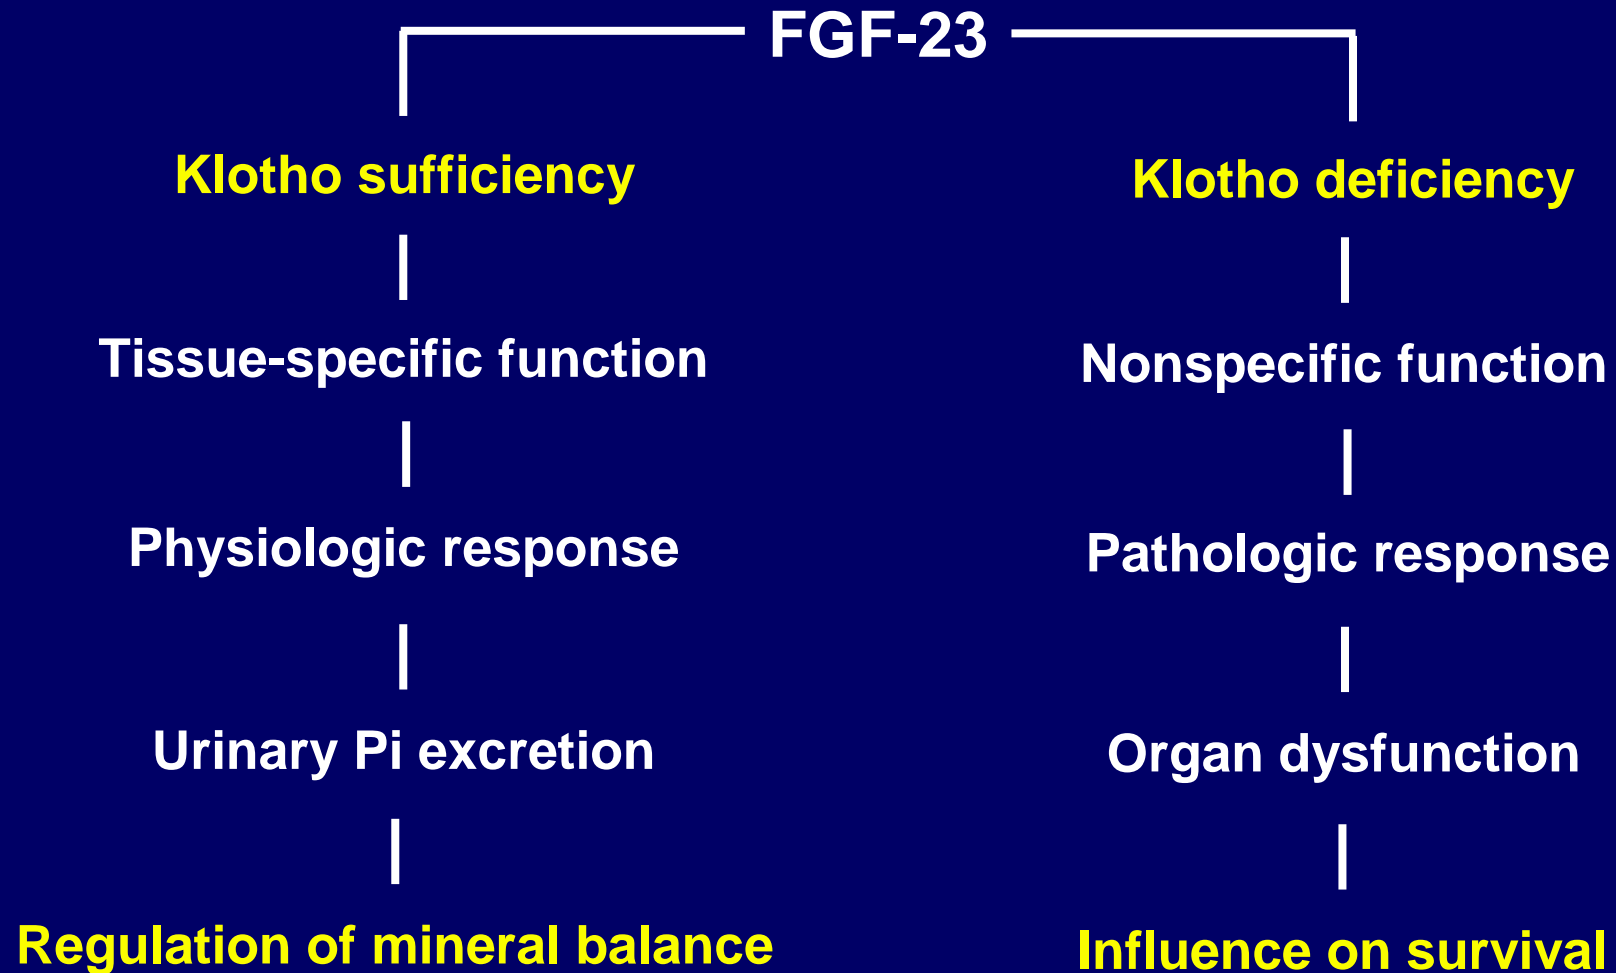 FGF-23
Klotho sufficiency
Tissue-specific function
Physiologic response
Urinary Pi excretion
Regulation of mineral balance
Klotho deficiency
Nonspecific function
Pathologic response
Organ dysfunction
Influence on survival